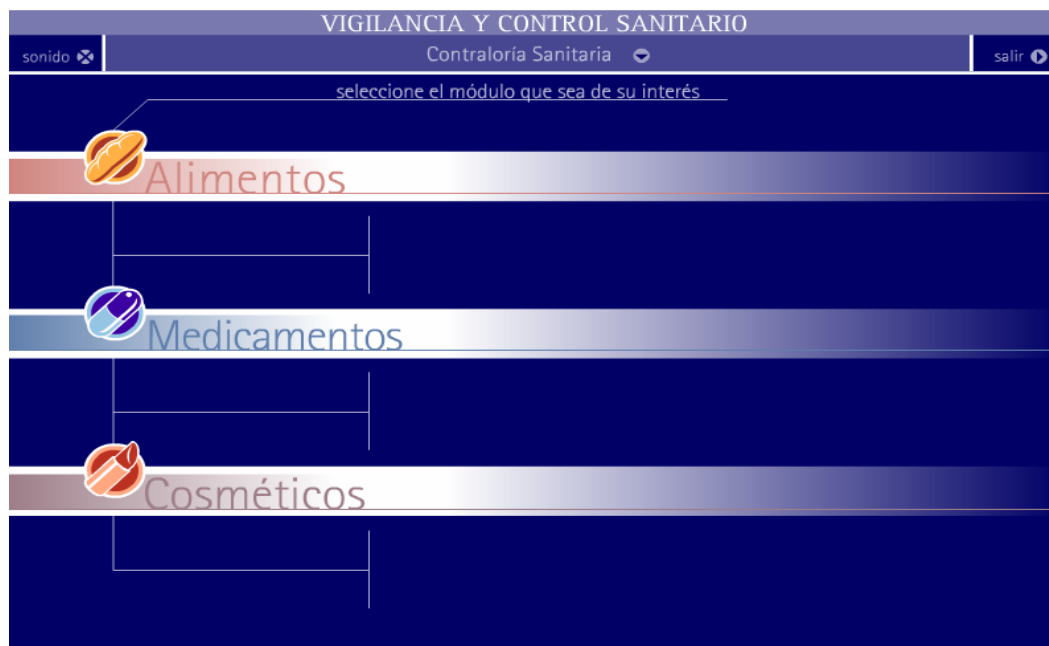 VIGILANCIA Y CONTROL SANITARIO
sonido
Contraloría Sanitaria
salir
seleccione el módulo que sea de su interés
Alimentos
Medicamentos
Cosméticos